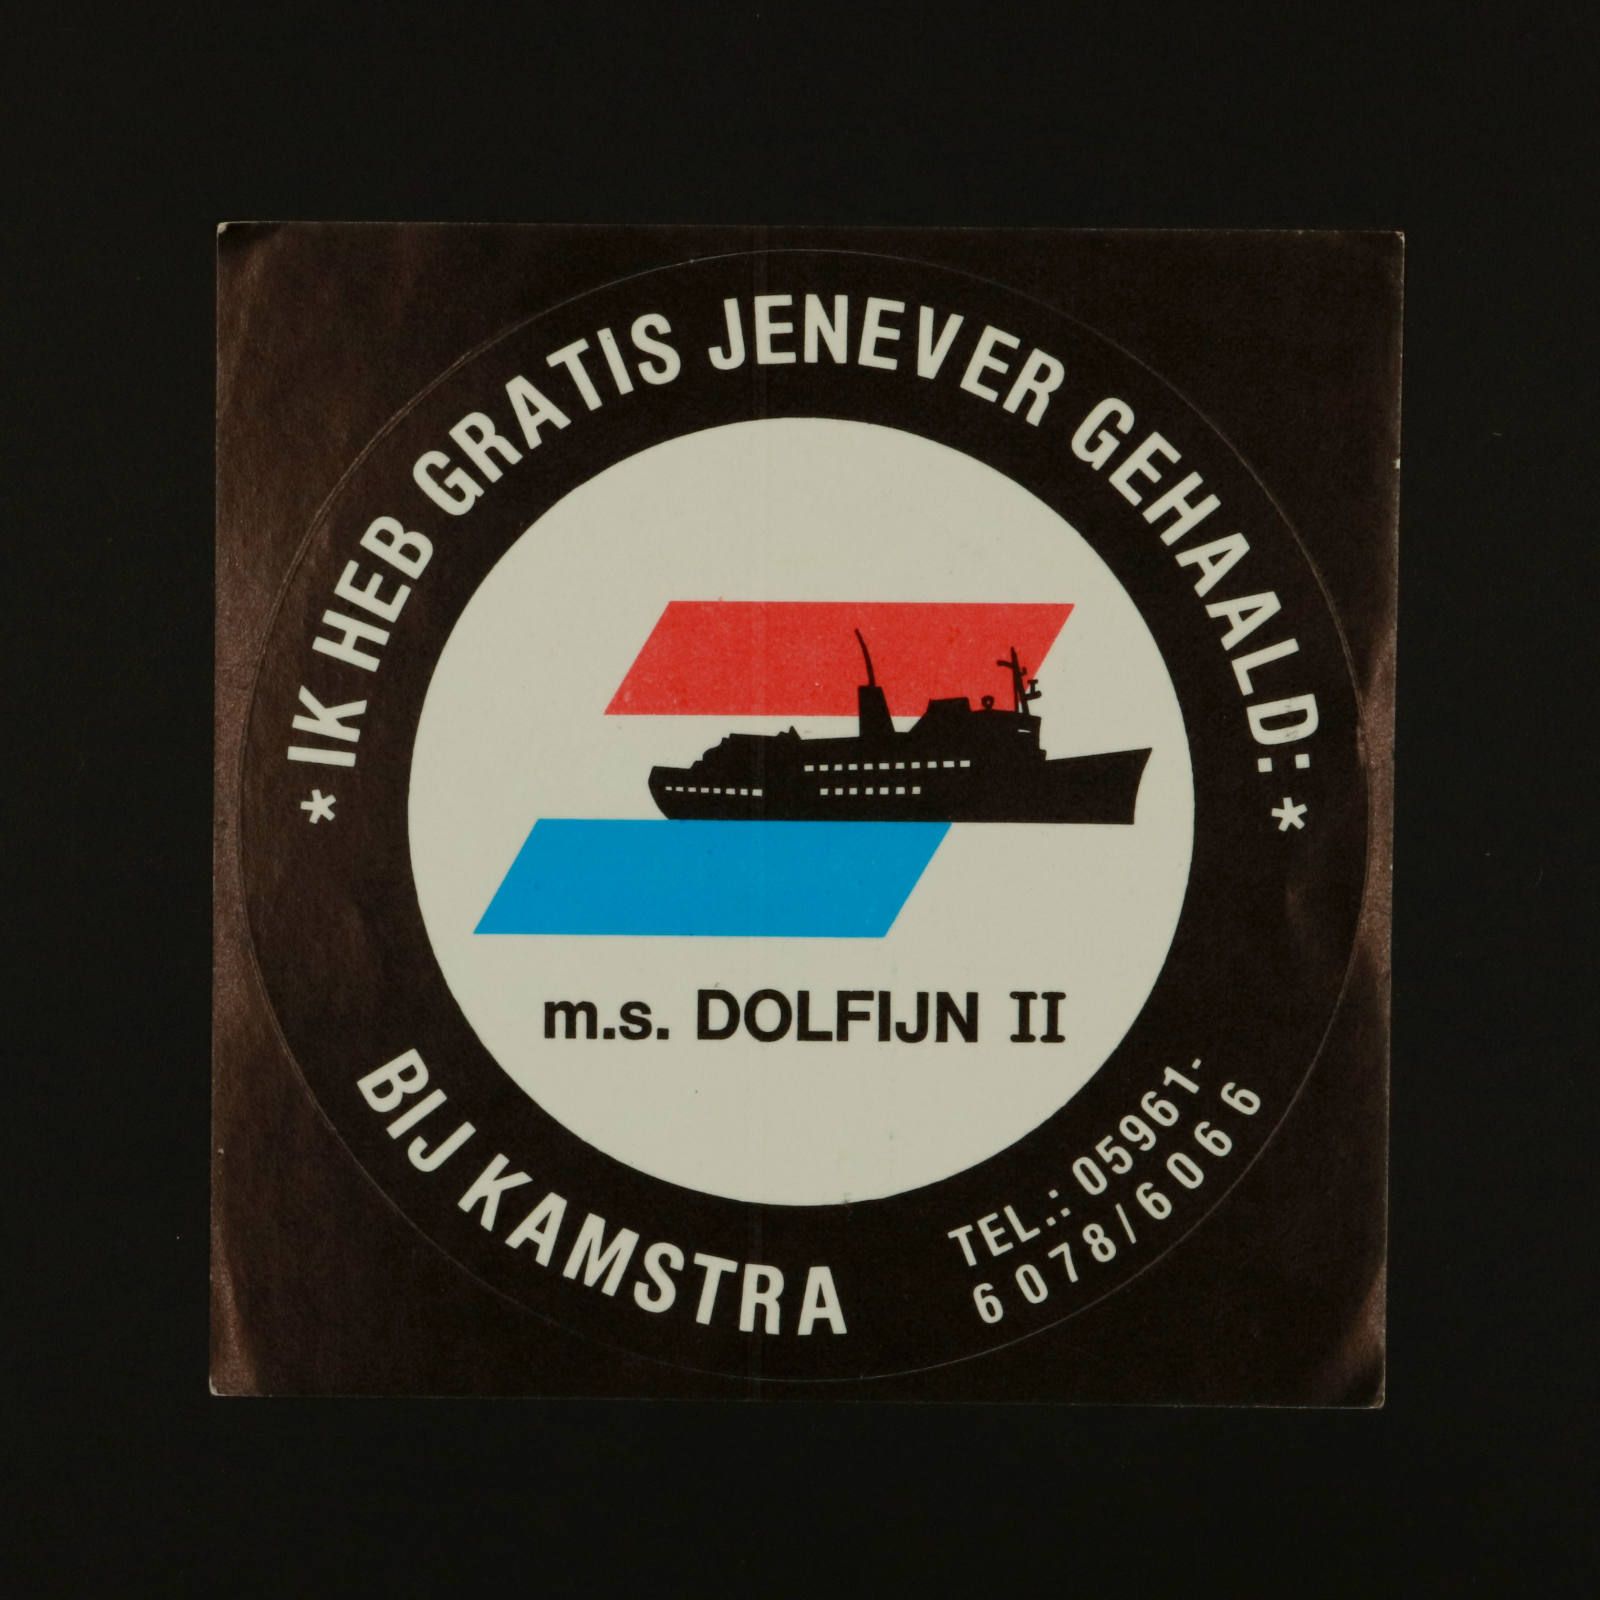 * IK HEB GRATIS JENEVER GEHAALD: *
m.s. DOLFIJN II
BIJ KAMSTRA
TEL.: 05961-
6078/6066